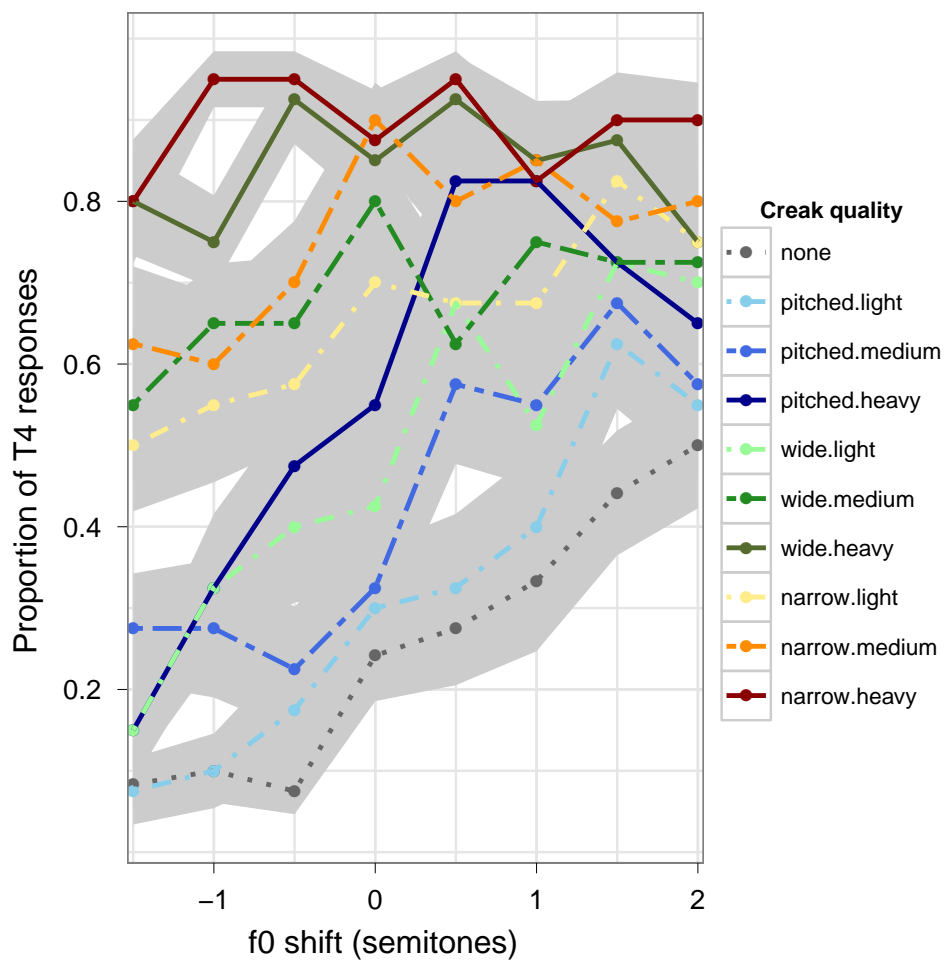 Proportion of T4 responses
0.8
0.6
0.4
0.2
−1
0
1
2
f0 shift (semitones)
Creak quality
none
pitched.light
pitched.medium
pitched.heavy
wide.light
wide.medium
wide.heavy
narrow.light
narrow.medium
narrow.heavy